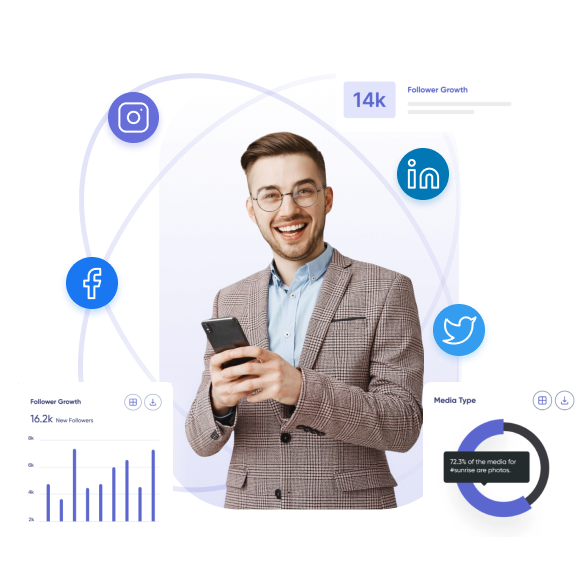 14k
Follower Growth
Follower Growth
16.2k New Followers
8k
6k
4k
2k
Media Type
72.3% of the media for
#sunrise are photos.